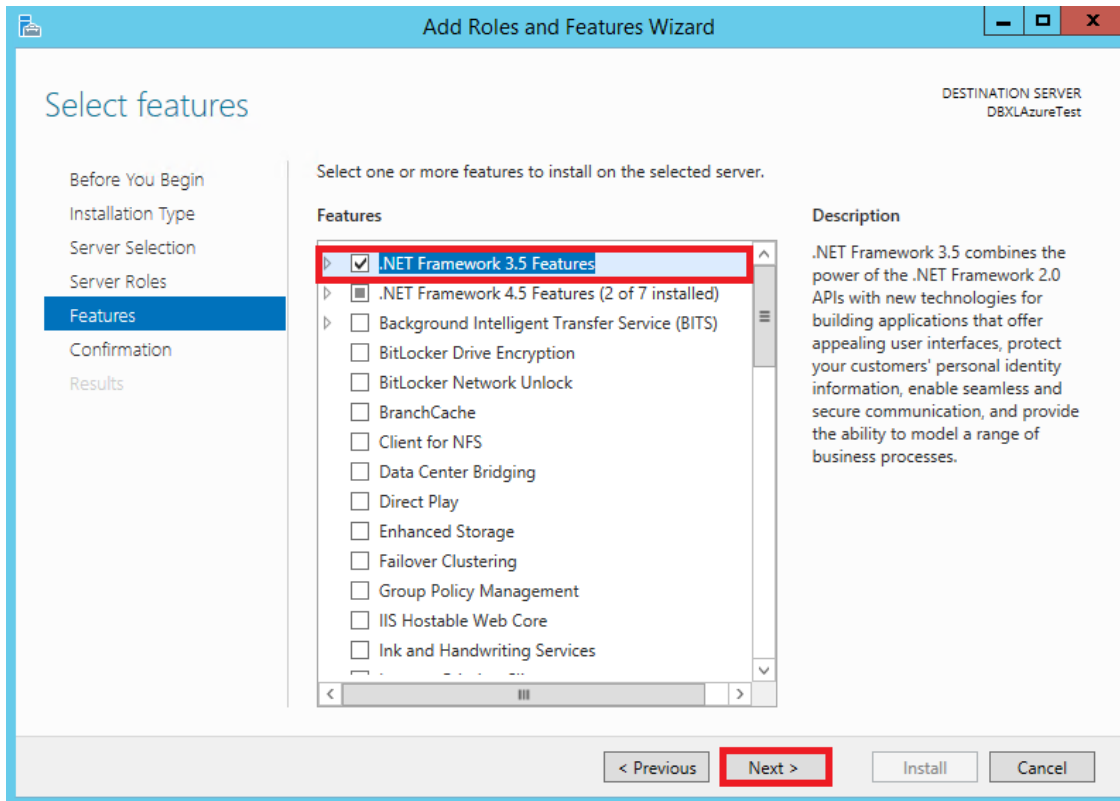 Add Roles and Features Wizard
Select features
DESTINATION SERVER
DBXLAzureTest
Before You Begin
Installation Type
Server Selection
Server Roles
Features
Confirmation
Results
Select one or more features to install on the selected server.
Features
.NET Framework 3.5 Features
.NET Framework 4.5 Features (2 of 7 installed)
Background Intelligent Transfer Service (BITS)
BitLocker Drive Encryption
BitLocker Network Unlock
BranchCache
Client for NFS
Data Center Bridging
Direct Play
Enhanced Storage
Failover Clustering
Group Policy Management
IIS Hostable Web Core
Ink and Handwriting Services
Description
.NET Framework 3.5 combines the
power of the .NET Framework 2.0
APIs with new technologies for
building applications that offer
appealing user interfaces, protect
your customers' personal identity
information, enable seamless and
secure communication, and provide
the ability to model a range of
business processes.
< Previous
Next >
Install
Cancel